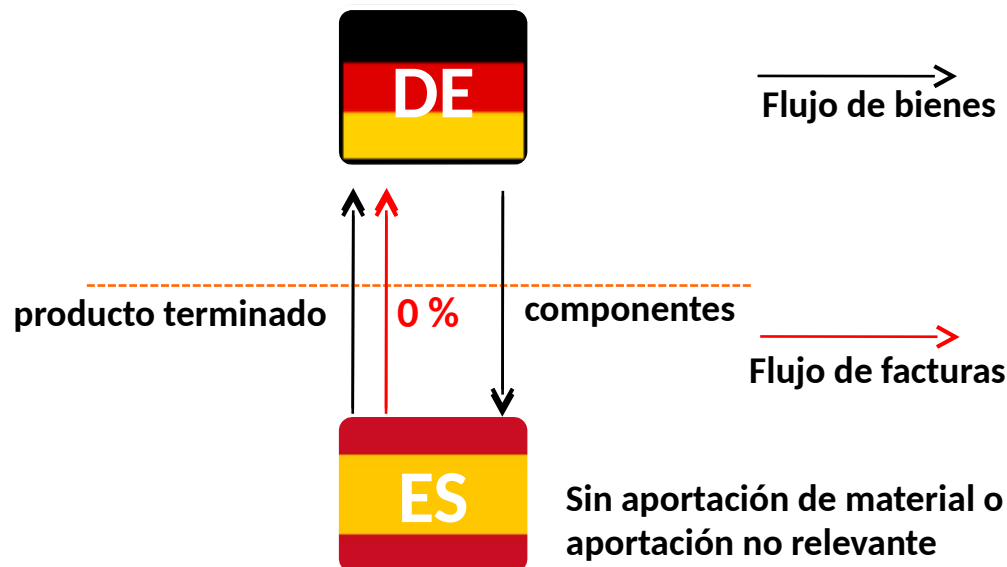 DE
Flujo de bienes
producto terminado
0 %
componentes
Flujo de facturas
ES
Sin aportación de material o
aportación no relevante